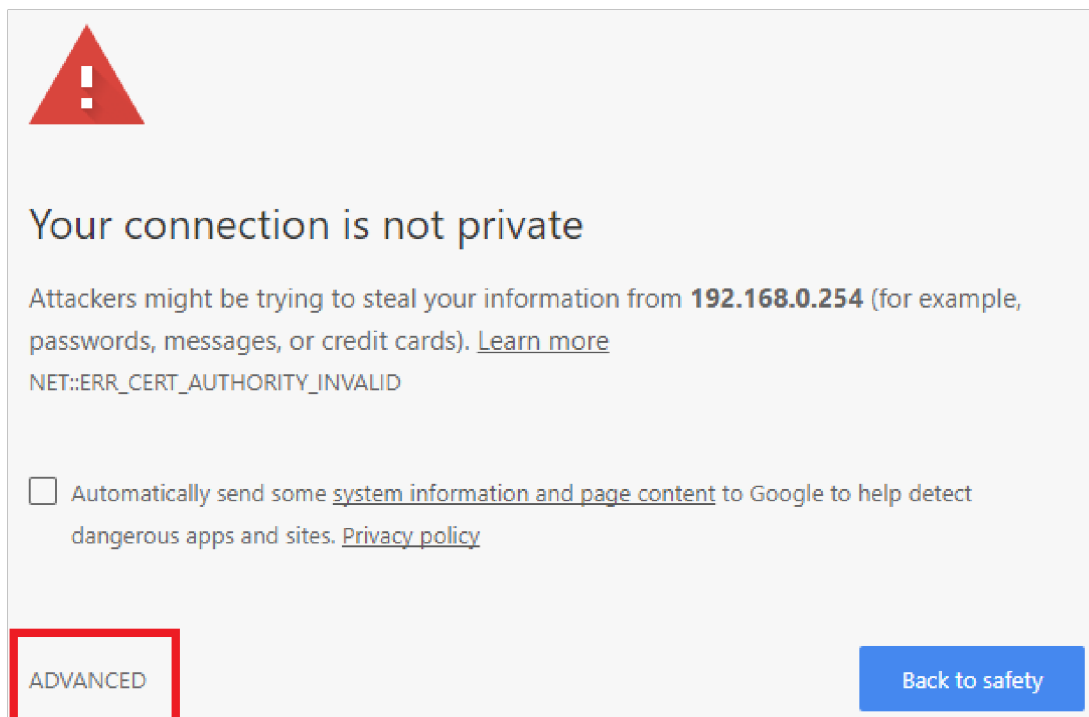 Your connection is not private
Attackers might be trying to steal your information from 192.168.0.254 (for example,
passwords, messages, or credit cards). Learn more
NET::ERR_CERT_AUTHORITY_INVALID
Automatically send some system information and page content to Google to help detect
dangerous apps and sites. Privacy policy
ADVANCED
Back to safety